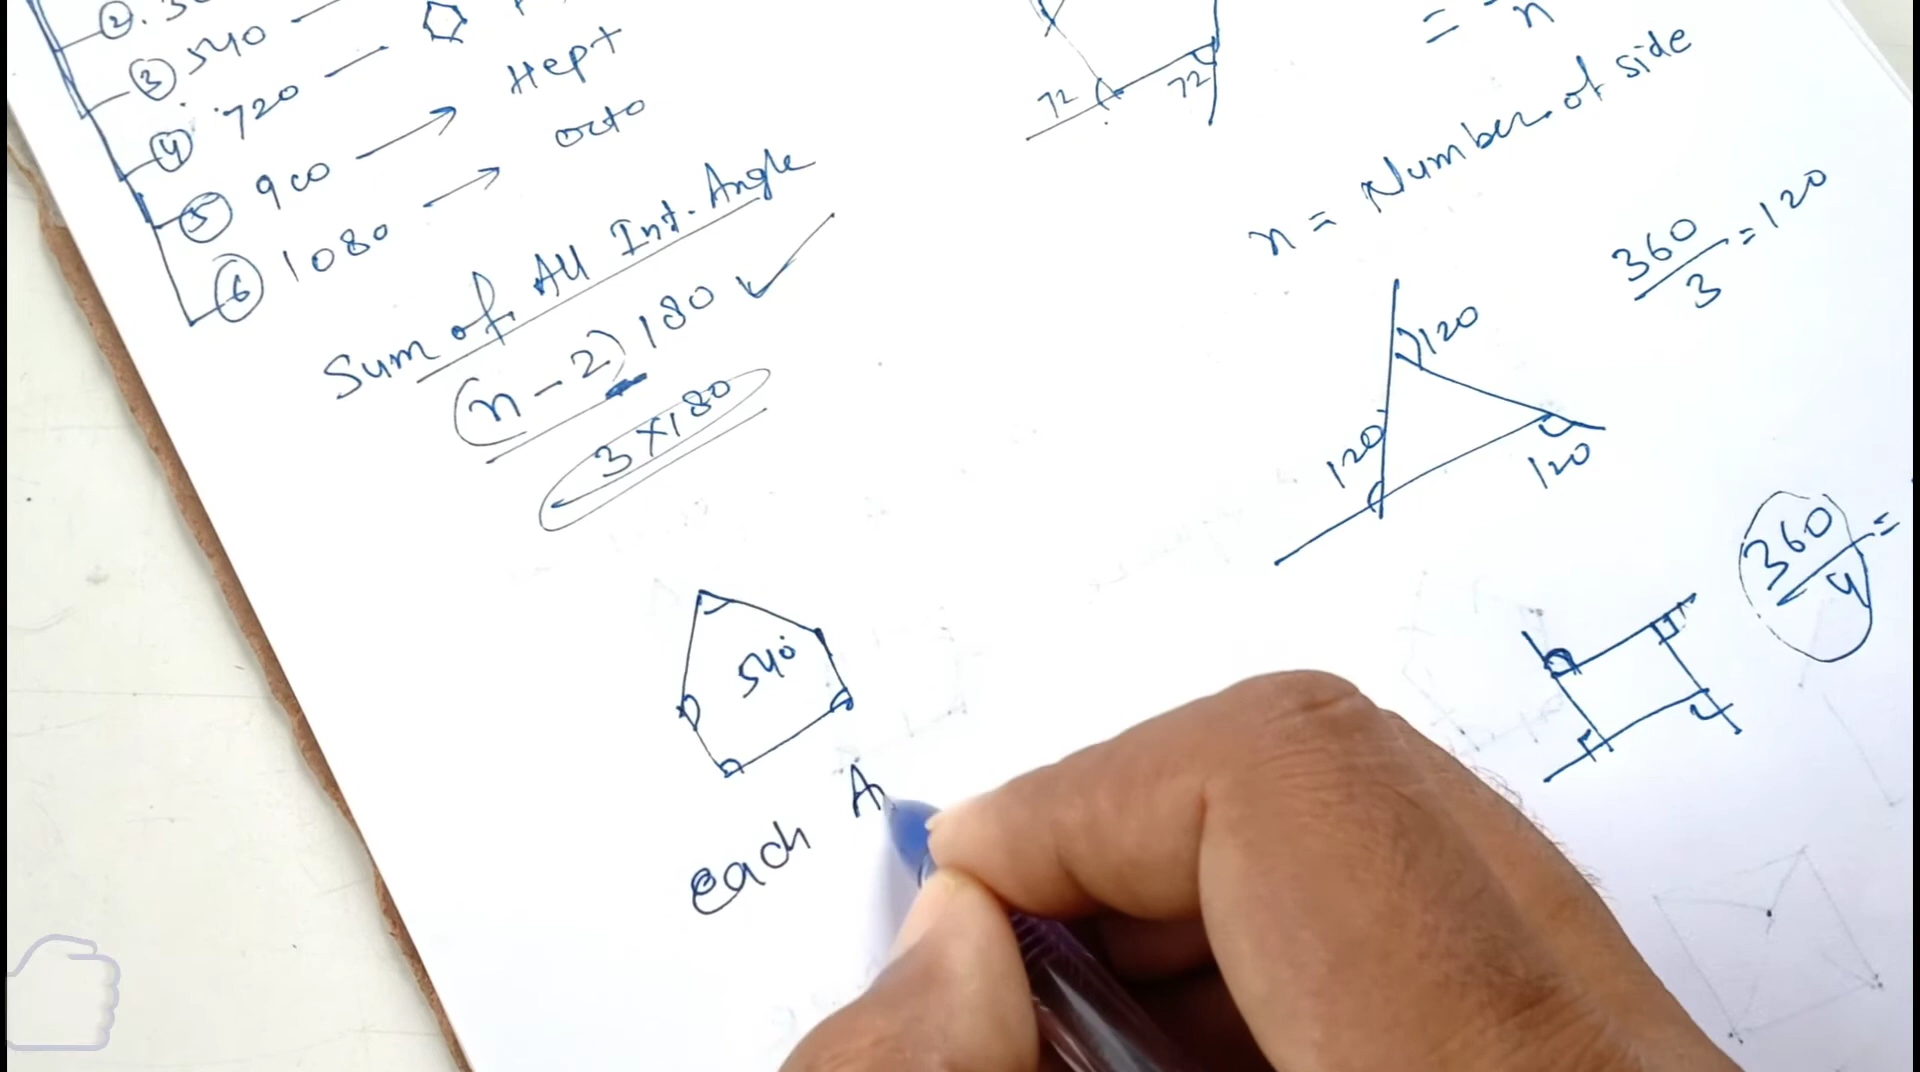 ②. 3
③ 540
④ 720
⑤ 900 → Hept
⑥ 1080 → octo
Sum of All Int. Angle
(n-2) 180 ✓
3×180
540°
each A
72
72
=
n
n = Number of side
360/3 = 120
120
120
120
360/4 =